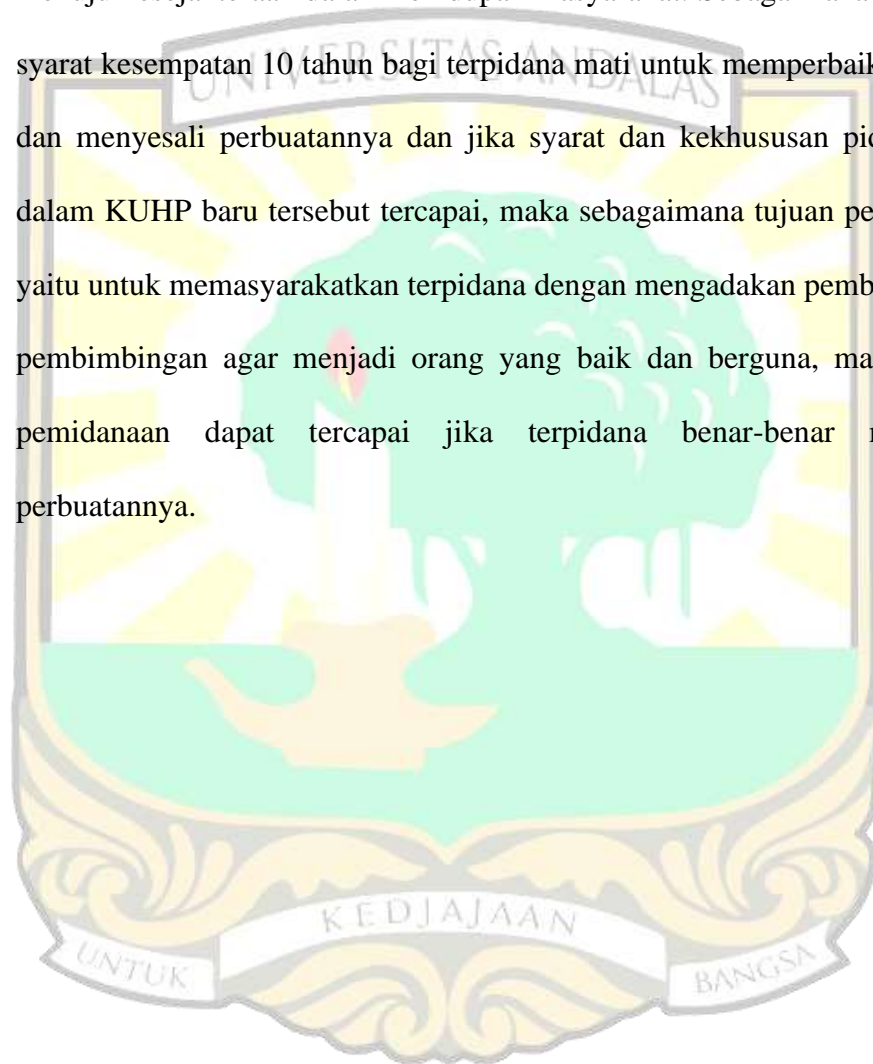 syarat kesempatan 10 tahun bagi terpidana mati untuk memperbaik
UNIVERSITAS ANDALAS
dan menyesali perbuatannya dan jika syarat dan kekhususan pid
dalam KUHP baru tersebut tercapai, maka sebagaimana tujuan pe
yaitu untuk memasyarakatkan terpidana dengan mengadakan pemb
pembimbingan agar menjadi orang yang baik dan berguna, ma
pemidanaan dapat tercapai jika terpidana benar-benar
perbuatannya.
KEDJAJAAN
UNTUK
BANGSA